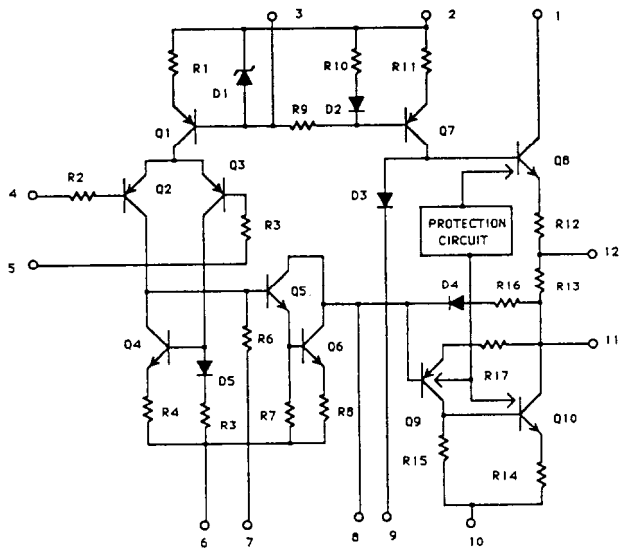 3
2
1
R1
D1
R10
R11
R9
D2
Q1
Q7
Q3
Q8
4
R2
Q2
D3
R3
PROTECTION
CIRCUIT
R12
12
5
R13
D4
R16
Q5
Q4
R6
Q6
11
D5
R17
R4
R3
R7
R8
Q9
Q10
R15
R14
6
7
8
9
10